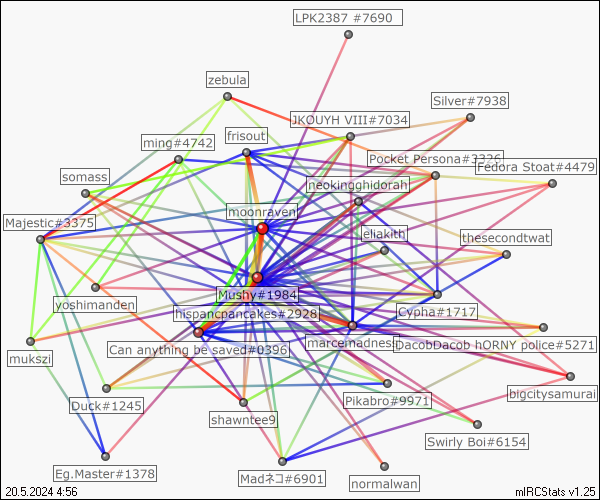 LPK2387 #7690
zebula
Silver#7938
JKOUYH VIII#7034
frisout
ming#4742
Pocket Persona#3326
Fedora Stoat#4479
somass
neokingghidorah
moonraven
Majestic#3375
eliakith
thesecondtwat
Mushy#1984
yoshimanden
hispancpancakes#2928
Cypha#1717
marcemadness
DacobDacob hORNY police#5271
Can anything be saved#0396
mukszi
Duck#1245
Pikabro#9971
bigcitysamurai
shawntee9
Swirly Boi#6154
Eg.Master#1378
Madネコ#6901
normalwan
20.5.2024 4:56
mIRCStats v1.25